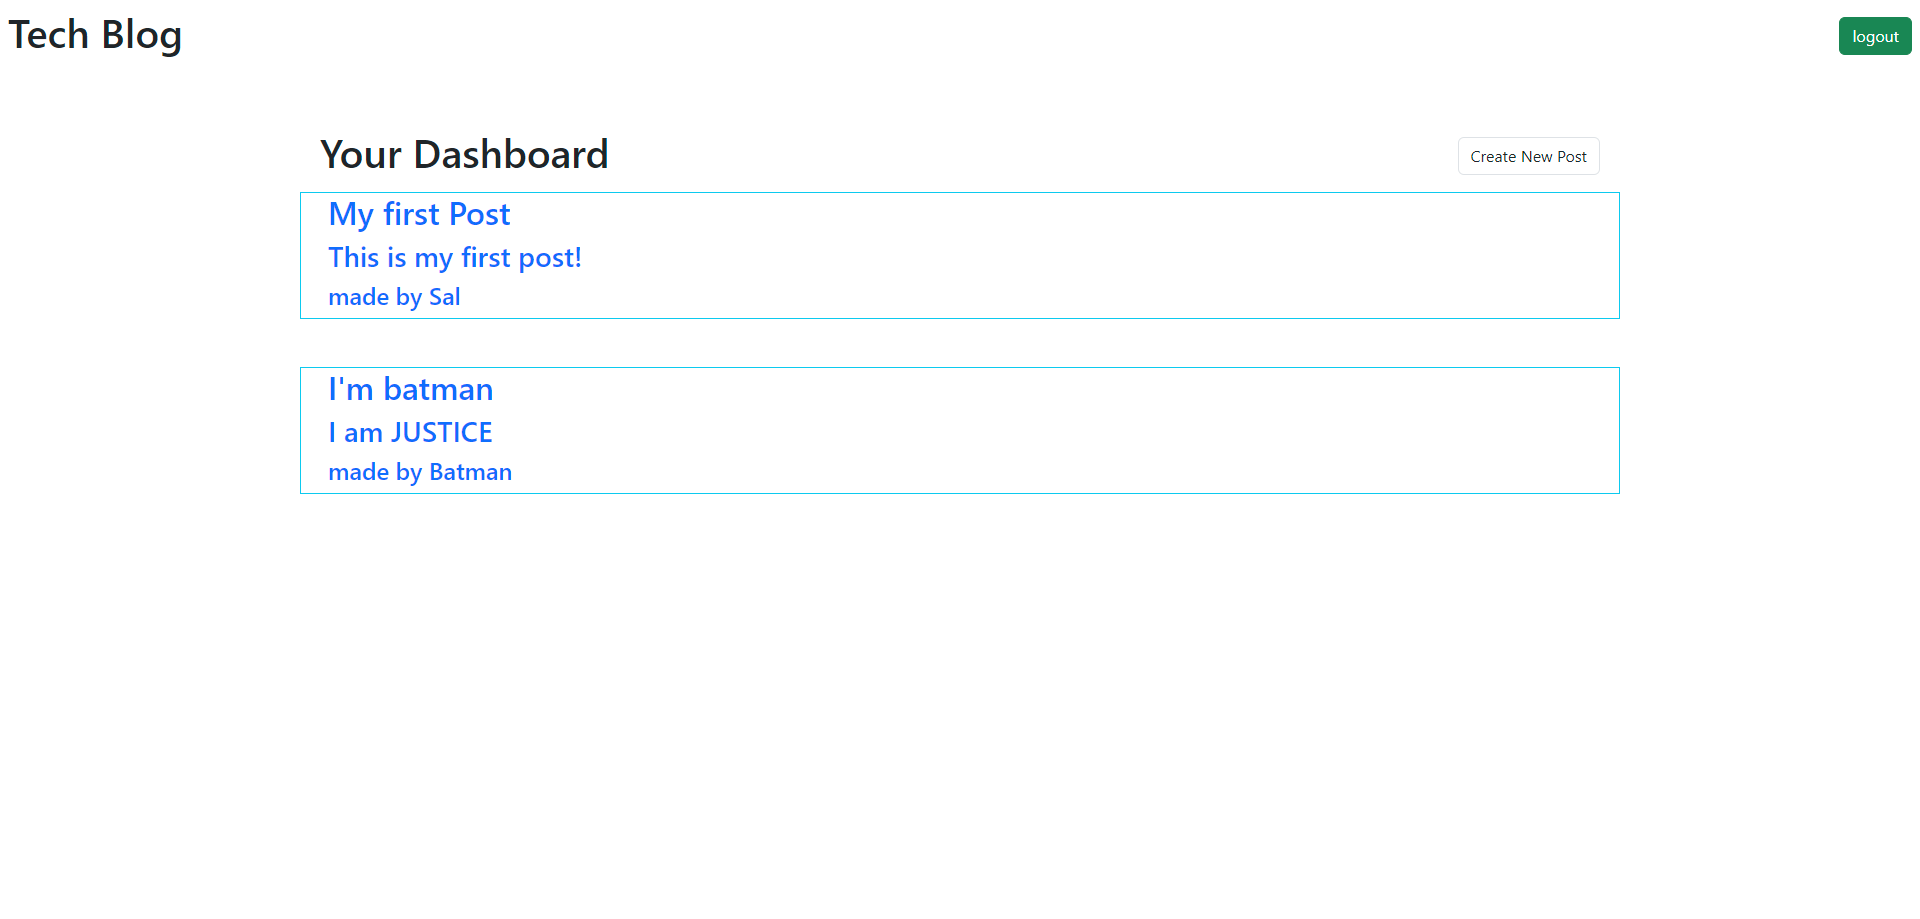 Tech Blog
logout
Your Dashboard
Create New Post
My first Post
This is my first post!
made by Sal
I'm batman
I am JUSTICE
made by Batman